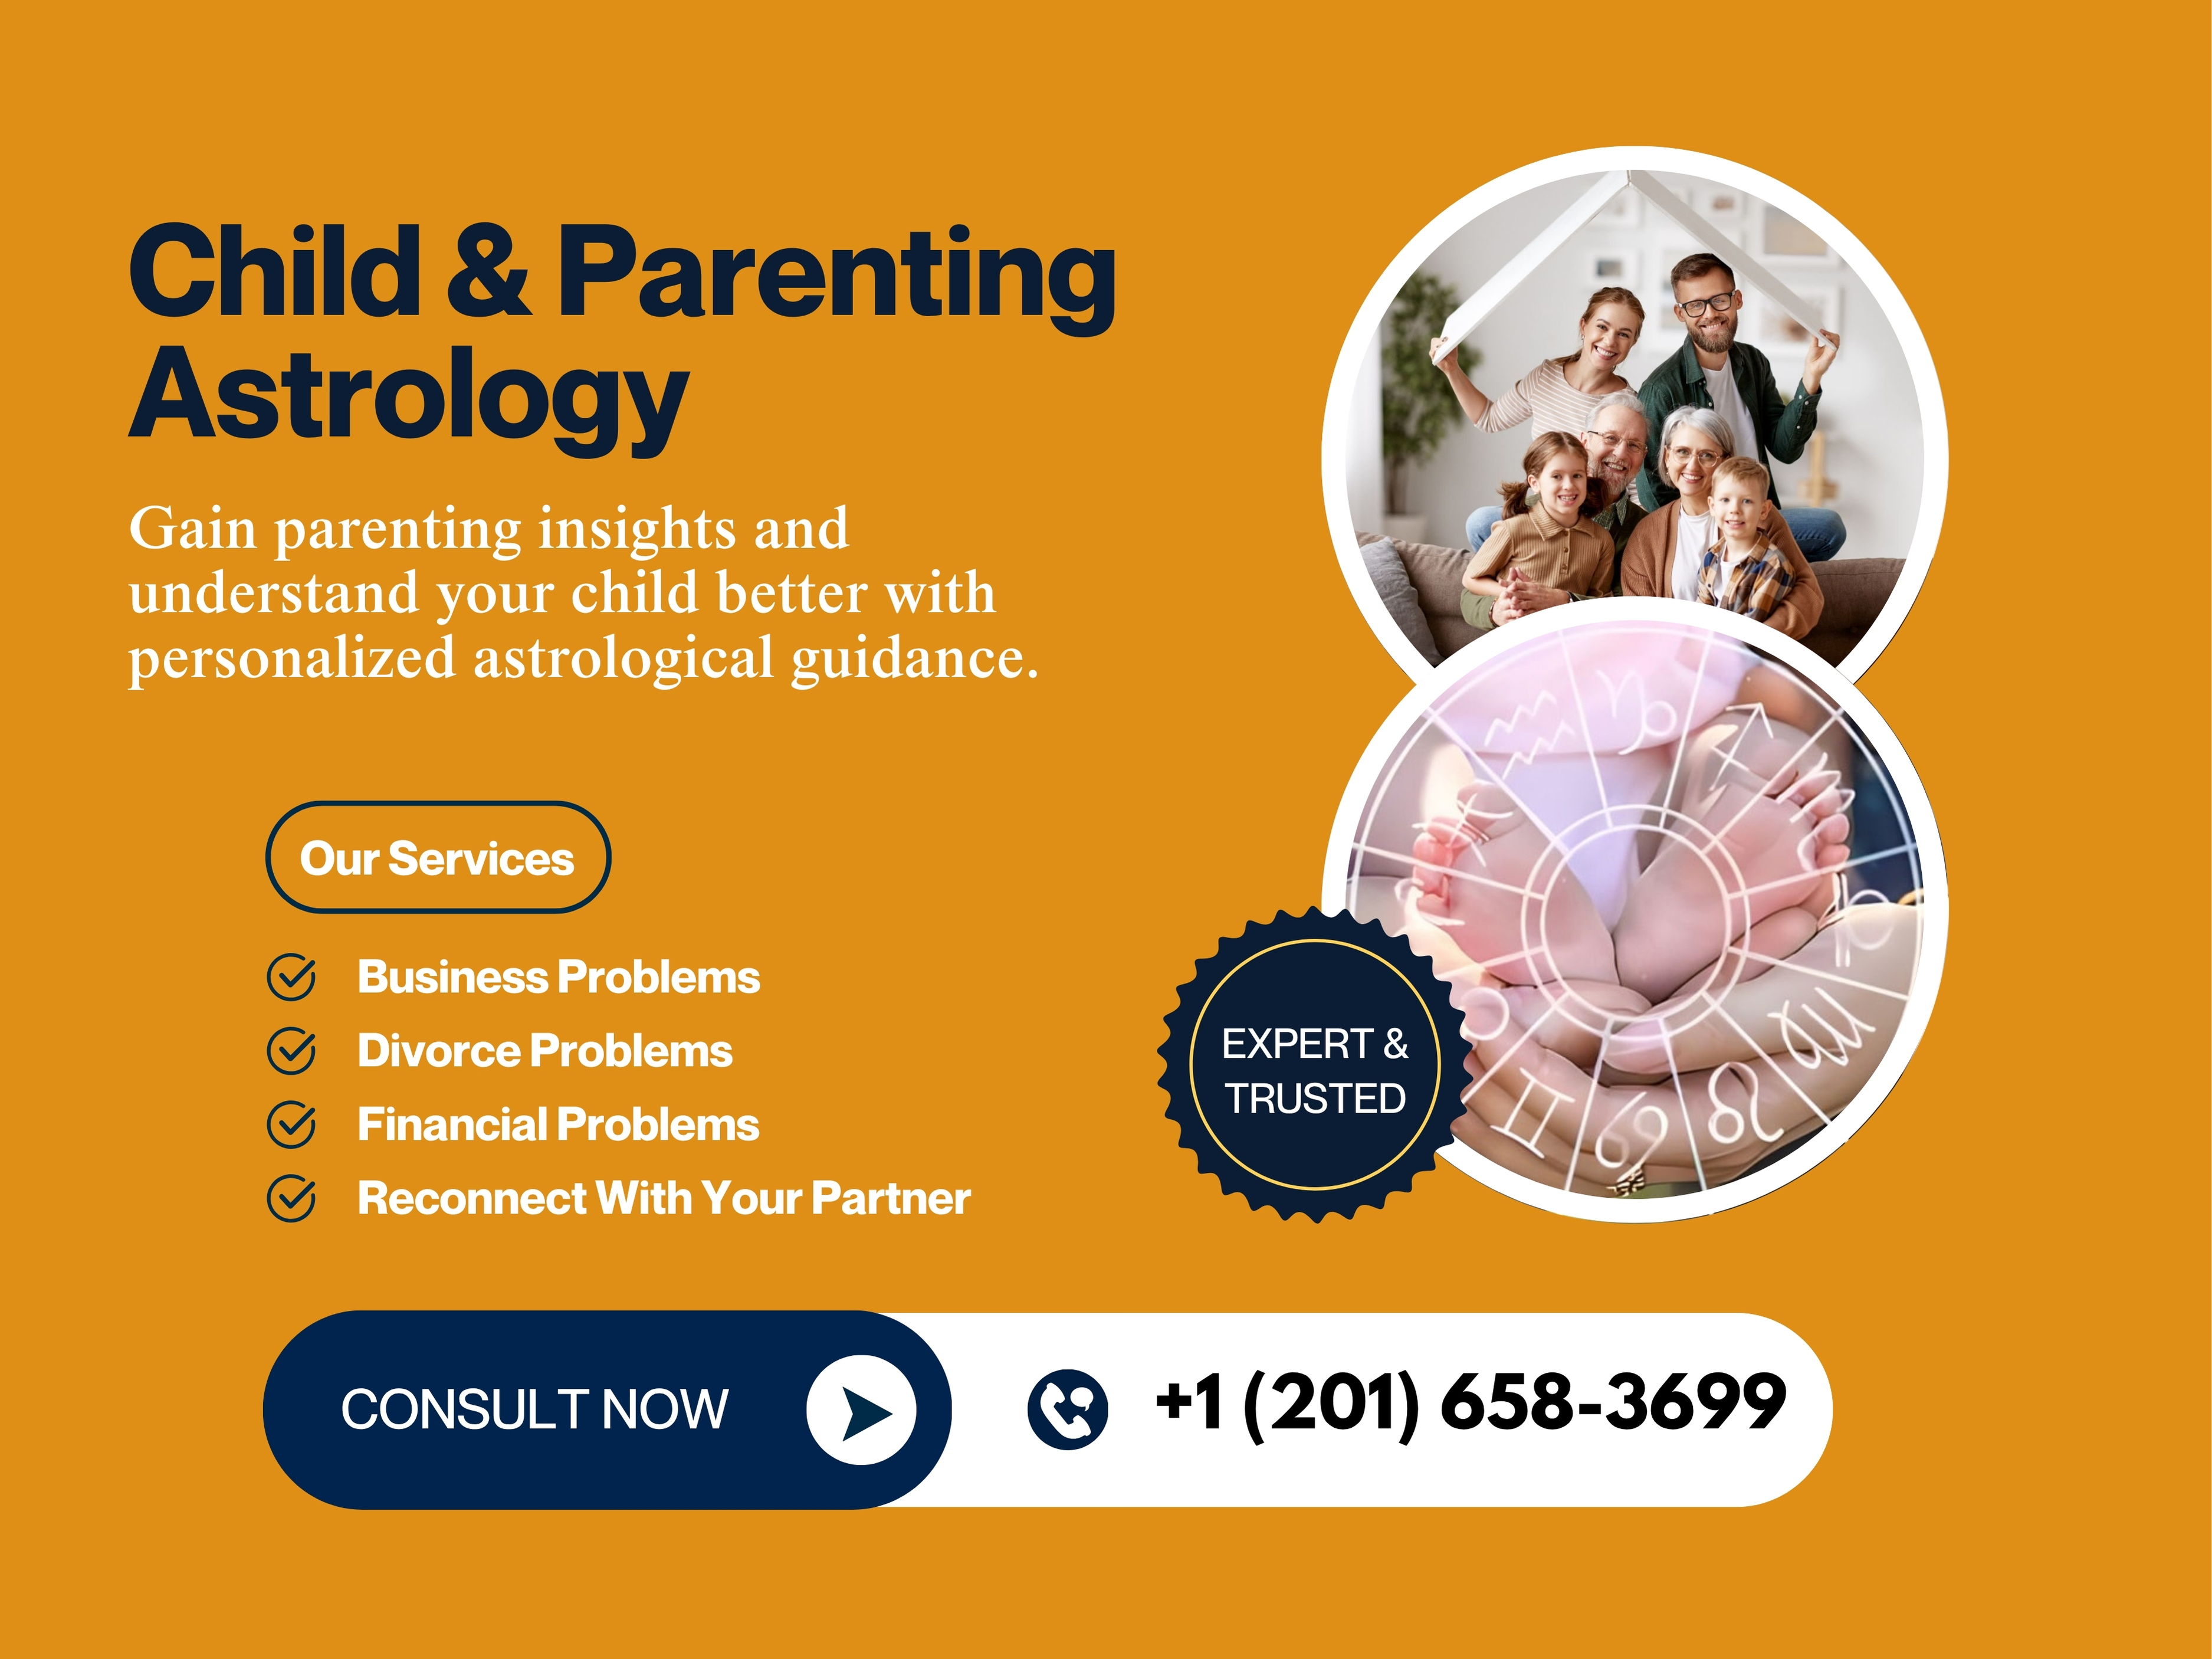 Child & Parenting
Astrology
Gain parenting insights and
understand your child better with
personalized astrological guidance.
Our Services
Business Problems
Divorce Problems
Financial Problems
Reconnect With Your Partner
EXPERT &
TRUSTED
CONSULT NOW
+1 (201) 658-3699